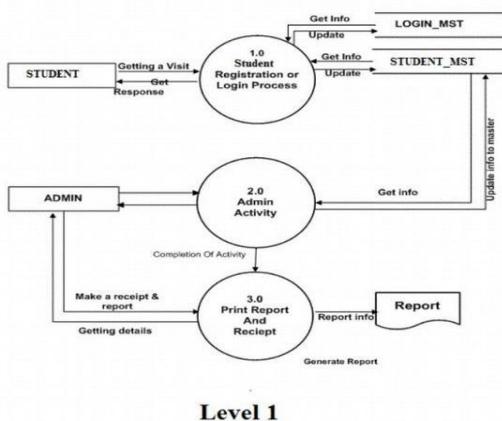 Get Info
LOGIN_MST
Update
1.0
Student
Registration or
Login Process
Get Info
STUDENT_MST
Update
STUDENT
Getting a Visit
Get
Response
Update info to master
ADMIN
2.0
Admin
Activity
Get info
Completion Of Activity
Make a receipt &
report
Getting details
3.0
Print Report
And
Reciept
Report info
Report
Generate Report
Level 1